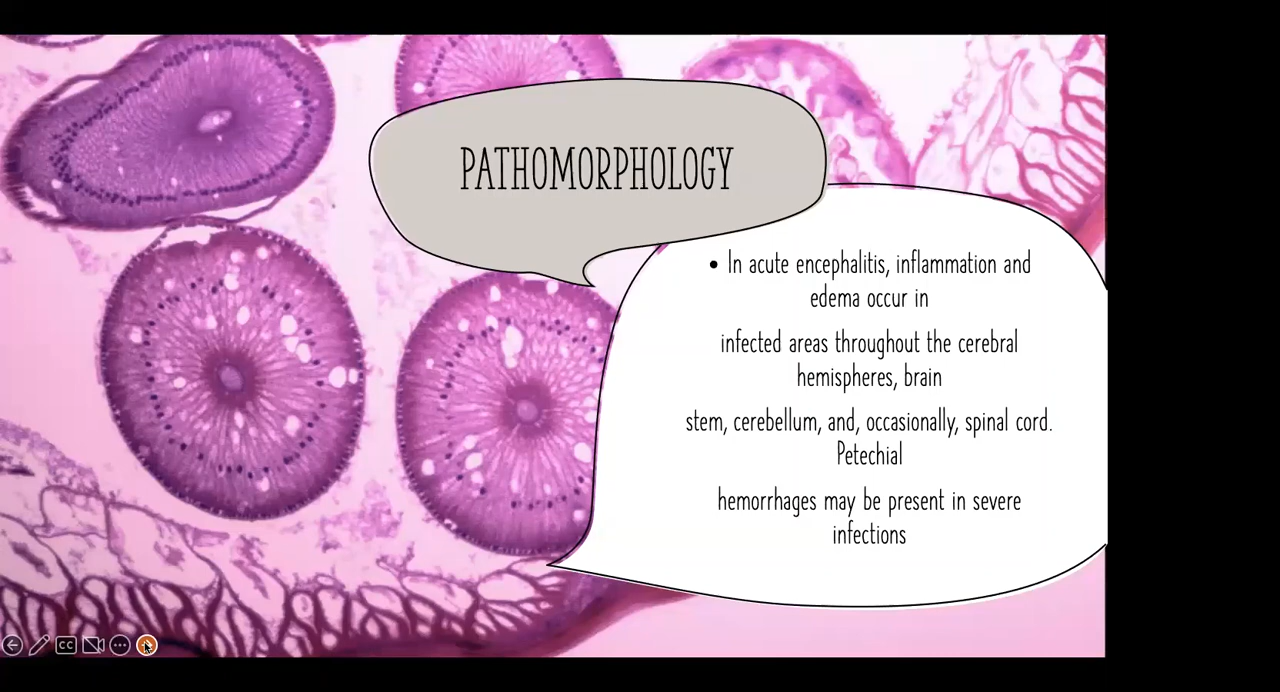 PATHOMORPHOLOGY
• In acute encephalitis, inflammation and
edema occur in
infected areas throughout the cerebral
hemispheres, brain
stem, cerebellum, and, occasionally, spinal cord.
Petechial
hemorrhages may be present in severe
infections
CC